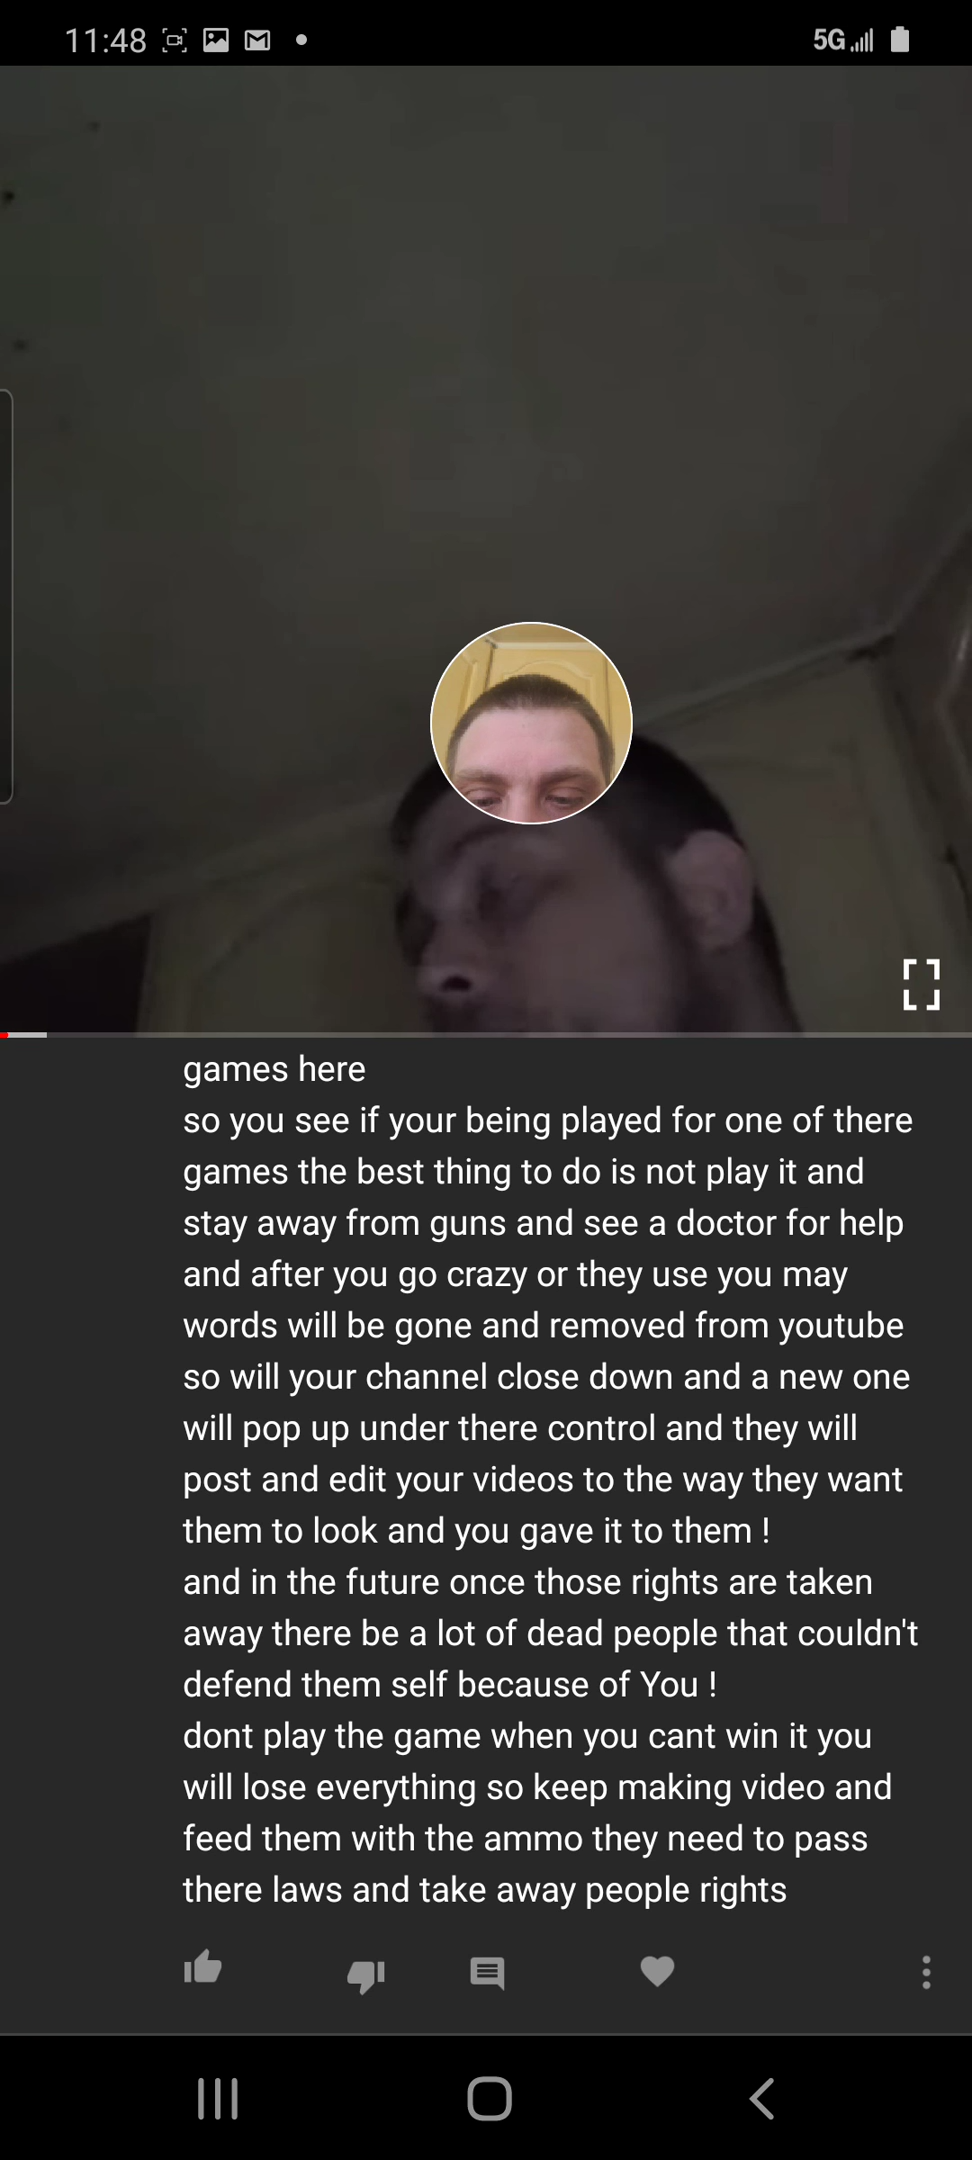 11:48
5G
games here
so you see if your being played for one of there
games the best thing to do is not play it and
stay away from guns and see a doctor for help
and after you go crazy or they use you may
words will be gone and removed from youtube
so will your channel close down and a new one
will pop up under there control and they will
post and edit your videos to the way they want
them to look and you gave it to them !
and in the future once those rights are taken
away there be a lot of dead people that couldn't
defend them self because of You !
dont play the game when you cant win it you
will lose everything so keep making video and
feed them with the ammo they need to pass
there laws and take away people rights